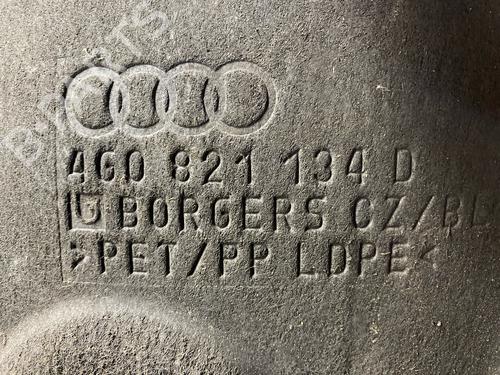 4G0 821 134 D
BORGERS CZ/
>PET/PP LDPE<